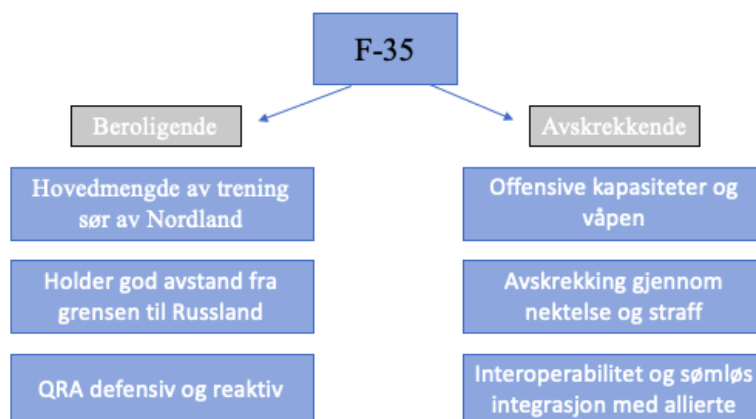 F-35
Beroligende
Avskrekkende
Hovedmengde av trening
sør av Nordland
Offensive kapasiteter og
våpen
Holder god avstand fra
grensen til Russland
Avskrekking gjennom
nektelse og straff
QRA defensiv og reaktiv
Interoperabilitet og sømløs
integrasjon med allierte